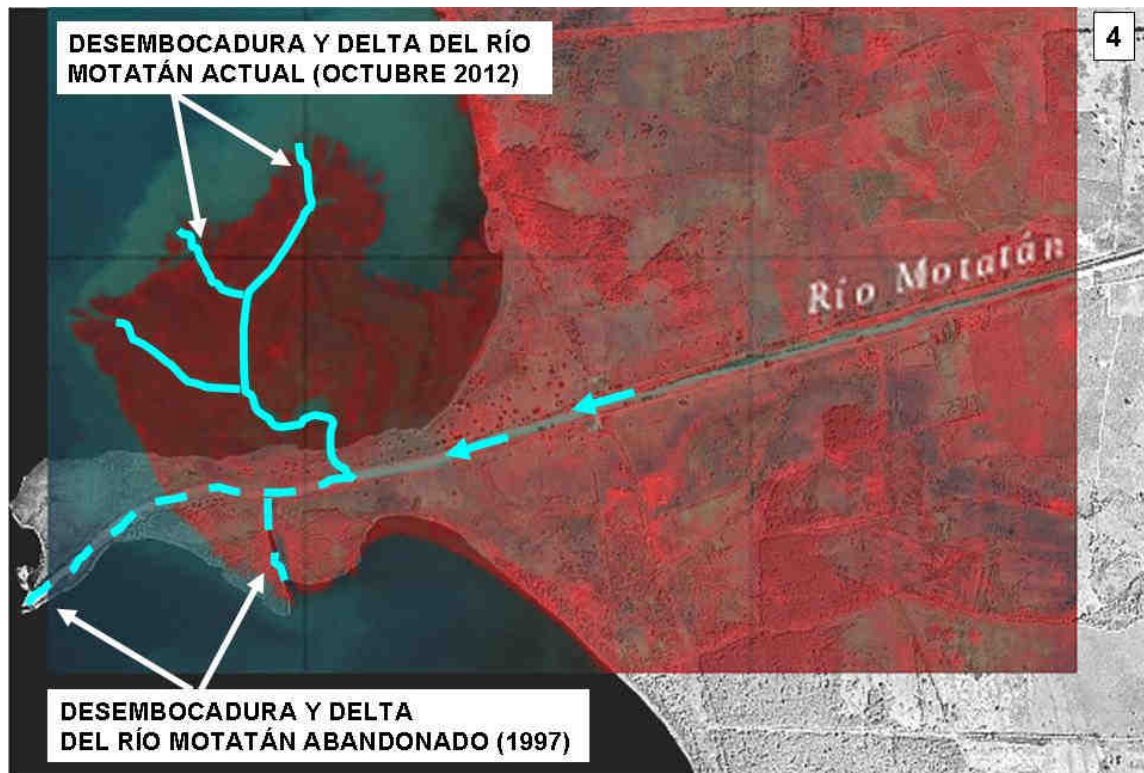 DESEMBOCADURA Y DELTA DEL RÍO
MOTATÁN ACTUAL (OCTUBRE 2012)
4
Río Motatán
DESEMBOCADURA Y DELTA
DEL RÍO MOTATÁN ABANDONADO (1997)